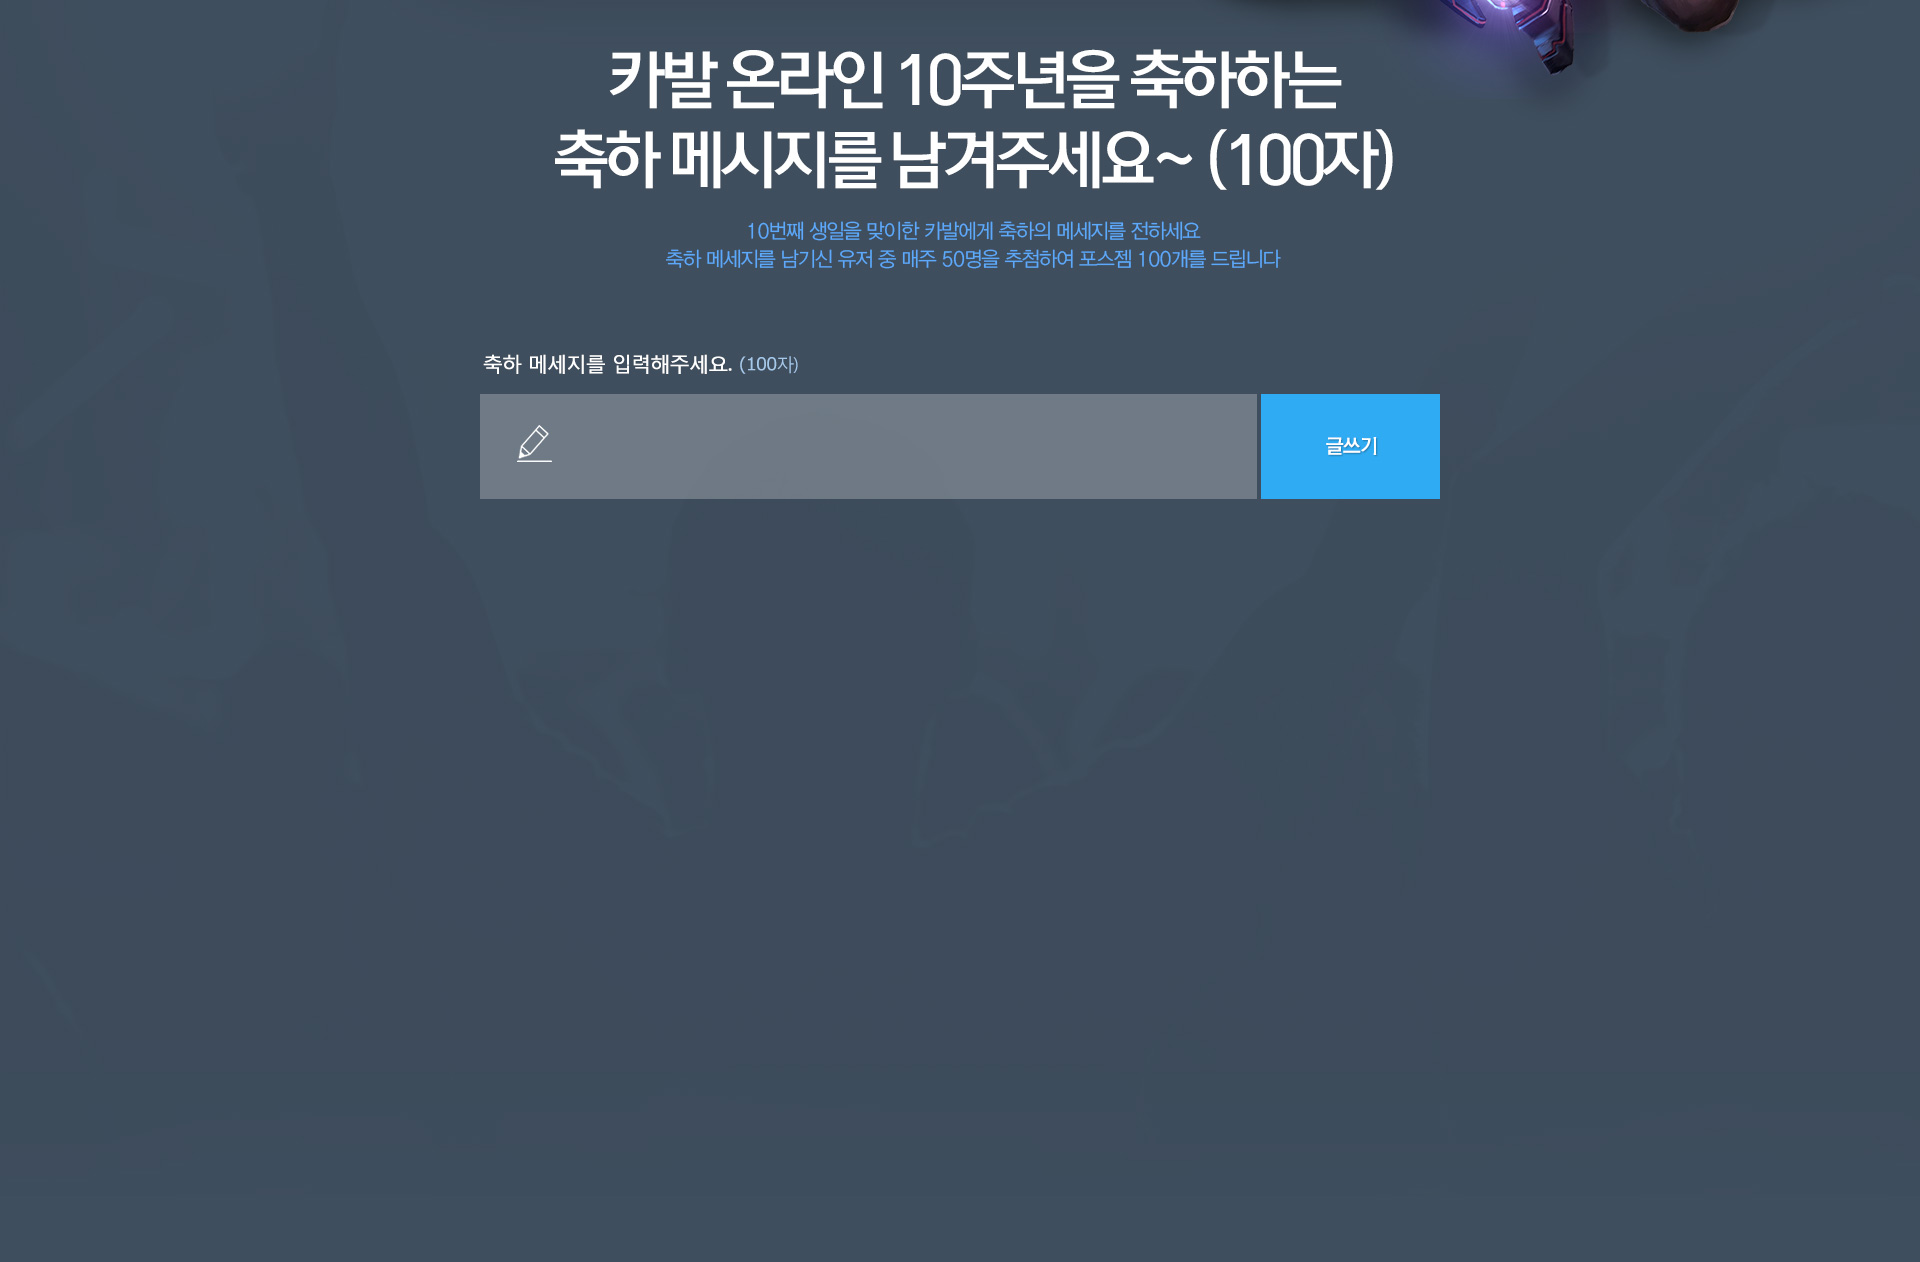 카발 온라인 10주년을 축하하는
축하 메시지를 남겨주세요~ (100자)
10번째 생일을 맞이한 카발에게 축하의 메세지를 전하세요
축하 메세지를 남기신 유저 중 매주 50명을 추첨하여 포스젬 100개를 드립니다
축하 메세지를 입력해주세요. (100자)
글쓰기